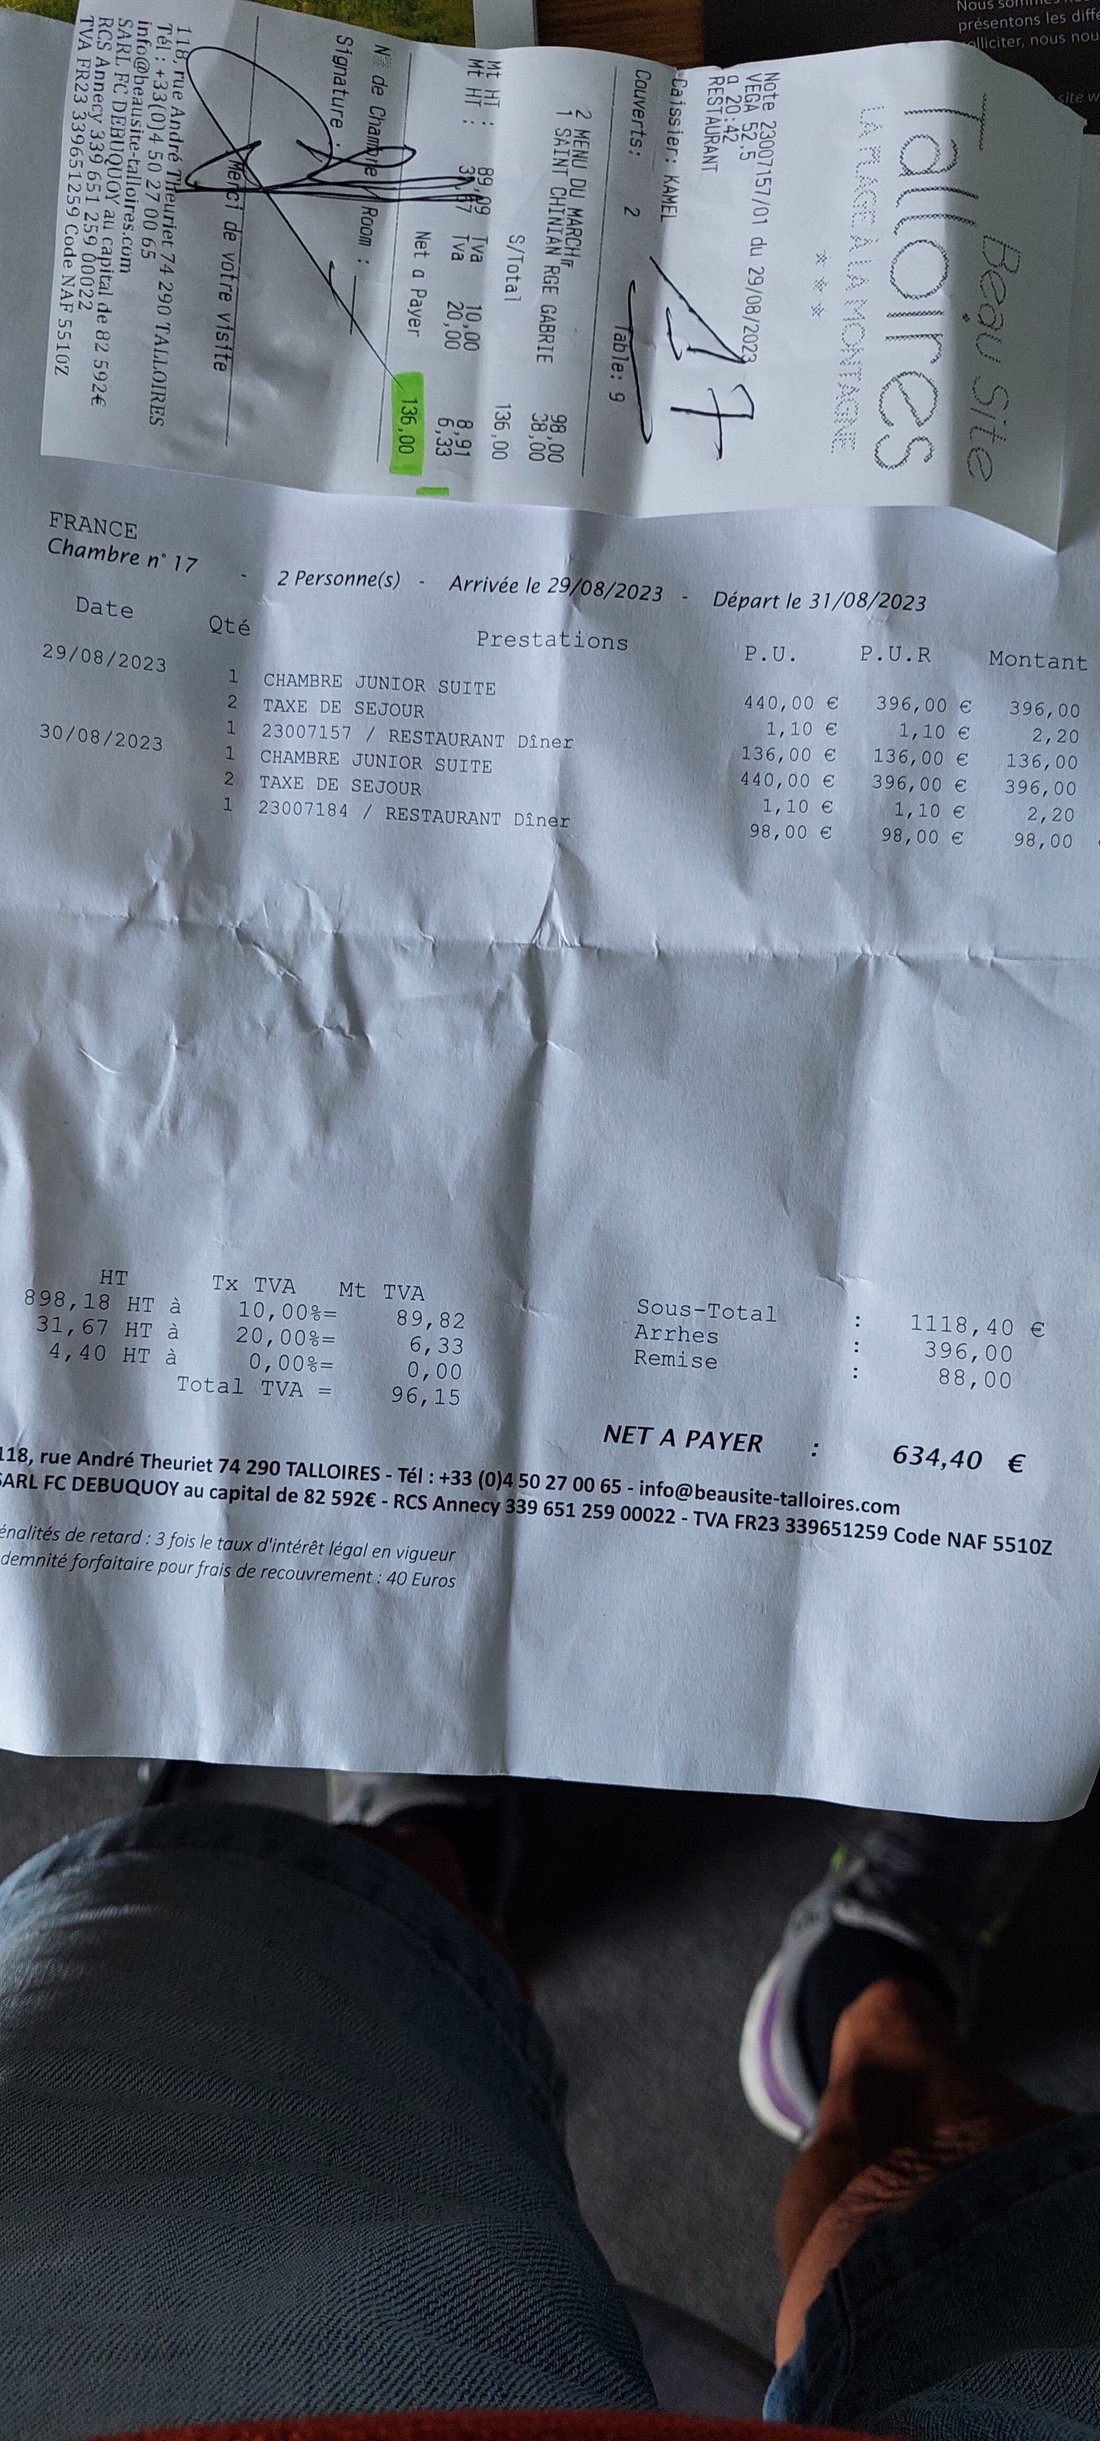 Nous
présentons les
olliciter, nous nou
site w
Beau Site
Talloires
LA PLAGE À LA MONTAGNE
* * *
Note 23007157/01 du 29/08/2023
VEGA 52.5
a 20:42
RESTAURANT
17
Caissier: KAMEL
Couverts: 2 Table: 9
2 MENU DU MARCH 98,00
1 SAINT CHINIAN RGE GABRIE 38,00
S/Total 136,00
Mt HT : 89,09 Tva 10,00 8,91
Mt HT : Tva 20,00 6,33
Net a Payer 136,00
N° de Chambre / Room :
Signature :
Merci de votre visite
118, rue André Theuriet 74 290 TALLOIRES
Tél : +33(0)4 50 27 00 65
info@beausite-talloires.com
SARL FC DEBUQUOY au capital de 82 592€
RCS Annecy 339 651 259 00022
TVA FR23 339651259 Code NAF 5510Z
FRANCE
Chambre n° 17 - 2 Personne(s) - Arrivée le 29/08/2023 - Départ le 31/08/2023
Date Qté Prestations P.U. P.U.R Montant
29/08/2023 1 CHAMBRE JUNIOR SUITE 440,00 € 396,00 € 396,00
2 TAXE DE SEJOUR 1,10 € 1,10 € 2,20
1 23007157 / RESTAURANT Dîner 136,00 € 136,00 € 136,00
30/08/2023 1 CHAMBRE JUNIOR SUITE 440,00 € 396,00 € 396,00
2 TAXE DE SEJOUR 1,10 € 1,10 € 2,20
1 23007184 / RESTAURANT Dîner 98,00 € 98,00 € 98,00
HT Tx TVA Mt TVA
898,18 HT à 10,00%= 89,82
31,67 HT à 20,00%= 6,33
4,40 HT à 0,00%= 0,00
Total TVA = 96,15
Sous-Total : 1118,40 €
Arrhes : 396,00
Remise : 88,00
NET A PAYER : 634,40 €
118, rue André Theuriet 74 290 TALLOIRES - Tél : +33 (0)4 50 27 00 65 - info@beausite-talloires.com
SARL FC DEBUQUOY au capital de 82 592€ - RCS Annecy 339 651 259 00022 - TVA FR23 339651259 Code NAF 5510Z
énalités de retard : 3 fois le taux d'intérêt légal en vigueur
demnité forfaitaire pour frais de recouvrement : 40 Euros